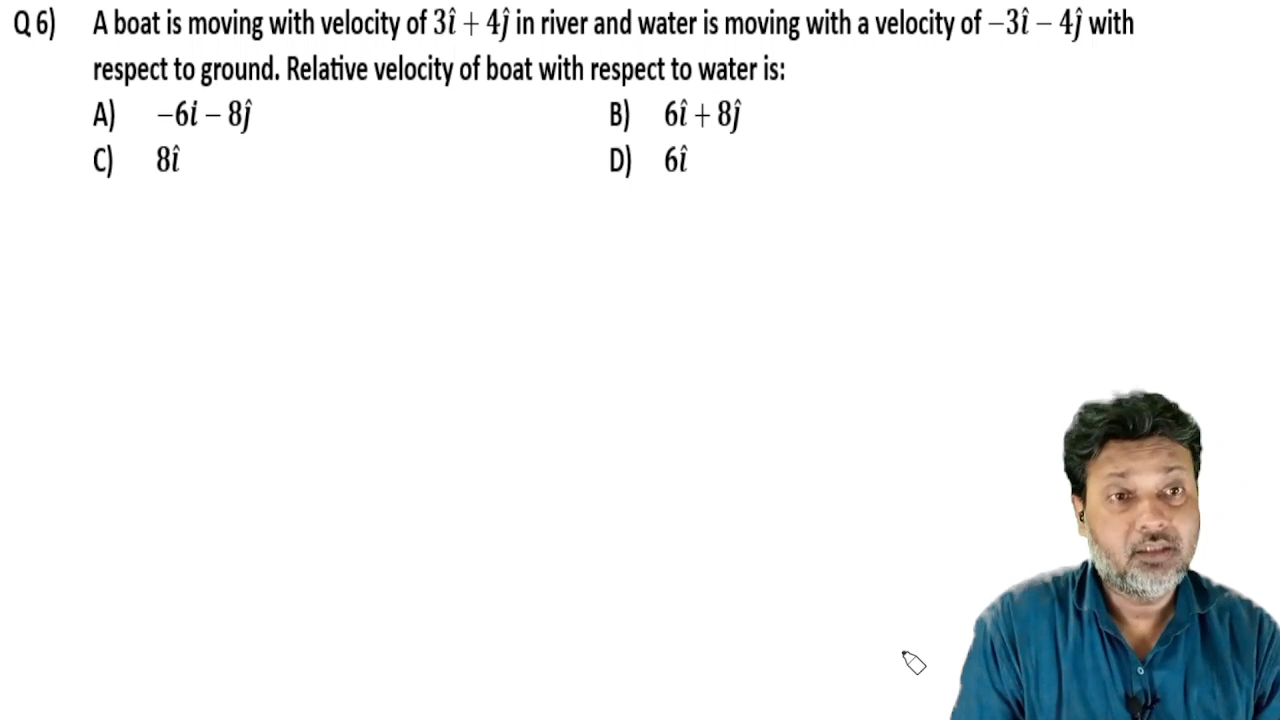 Q 6) A boat is moving with velocity of 3î + 4ĵ in river and water is moving with a velocity of −3î − 4ĵ with
respect to ground. Relative velocity of boat with respect to water is:
A) −6i − 8ĵ B) 6î + 8ĵ
C) 8î D) 6î